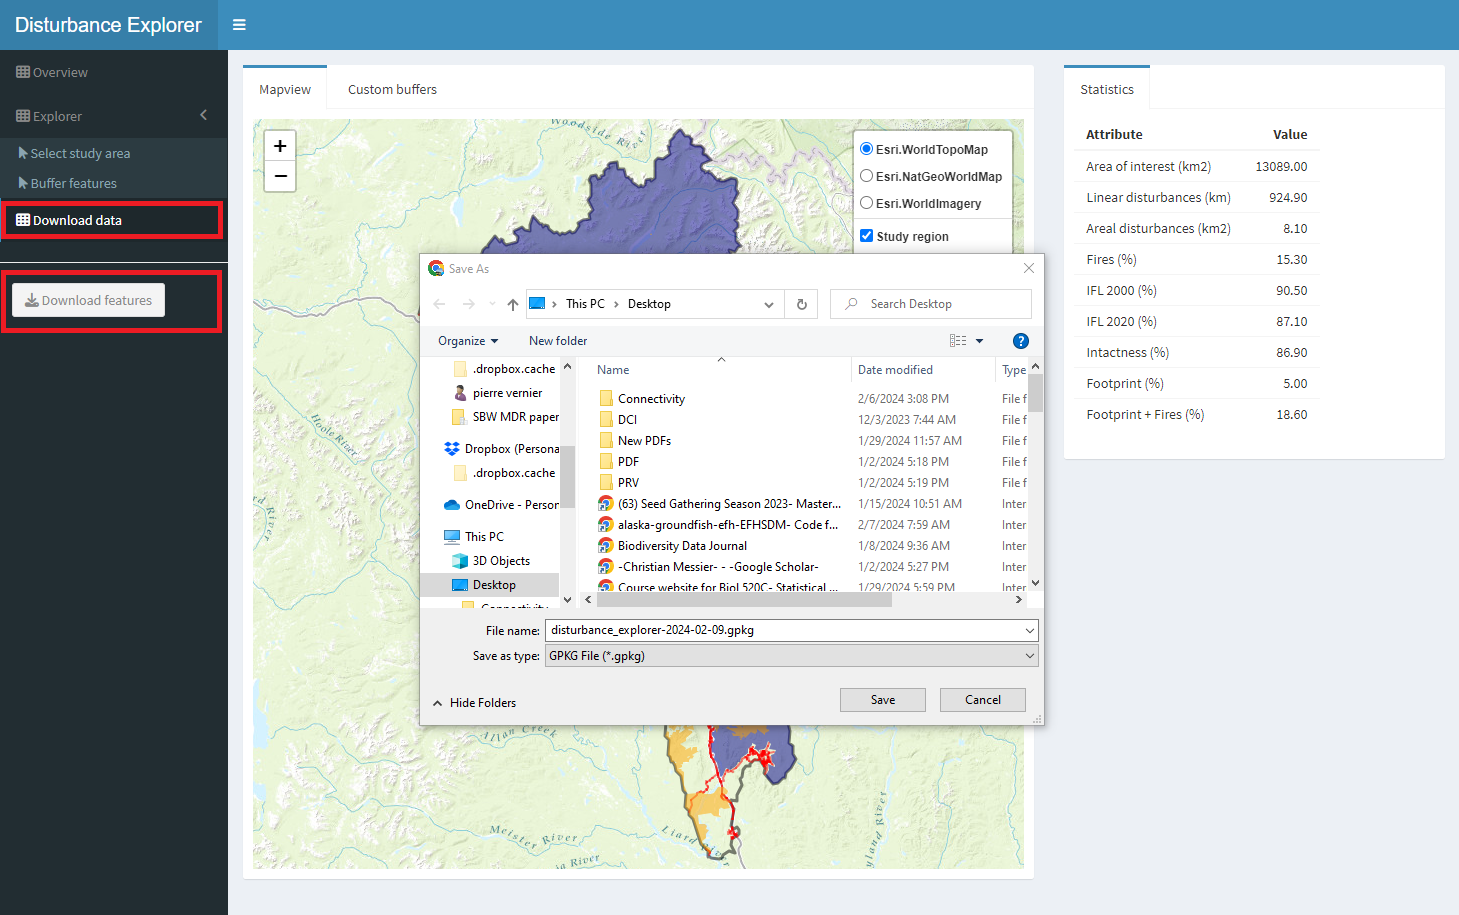 Disturbance Explorer
Overview
Explorer
Select study area
Buffer features
Download data
Download features
Mapview
Custom buffers
Woodside River
Hoole River
Allan Creek
Meister River
Liard River
River
+
−
Esri.WorldTopoMap
Esri.NatGeoWorldMap
Esri.WorldImagery
Study region
Save As
This PC
Desktop
Search Desktop
Organize
New folder
?
.dropbox.cache
pierre vernier
SBW MDR paper
Dropbox (Persona
.dropbox.cache
OneDrive - Person
This PC
3D Objects
Desktop
Connectivity
Name Date modified Type
Connectivity 2/6/2024 3:08 PM File f
DCI 12/3/2023 7:44 AM File f
New PDFs 1/29/2024 11:57 AM File f
PDF 1/2/2024 5:18 PM File f
PRV 1/2/2024 5:19 PM File f
(63) Seed Gathering Season 2023- Master... 1/15/2024 10:51 AM Inter
alaska-groundfish-efh-EFHSDM- Code f... 2/7/2024 7:59 AM Inter
Biodiversity Data Journal 1/8/2024 9:36 AM Inter
-Christian Messier- - -Google Scholar- 1/2/2024 5:27 PM Inter
Course website for Biol 520C- Statistical ... 1/29/2024 5:59 PM Inter
File name: disturbance_explorer-2024-02-09.gpkg
Save as type: GPKG File (*.gpkg)
Hide Folders
Save
Cancel
Statistics
Attribute Value
Area of interest (km2) 13089.00
Linear disturbances (km) 924.90
Areal disturbances (km2) 8.10
Fires (%) 15.30
IFL 2000 (%) 90.50
IFL 2020 (%) 87.10
Intactness (%) 86.90
Footprint (%) 5.00
Footprint + Fires (%) 18.60